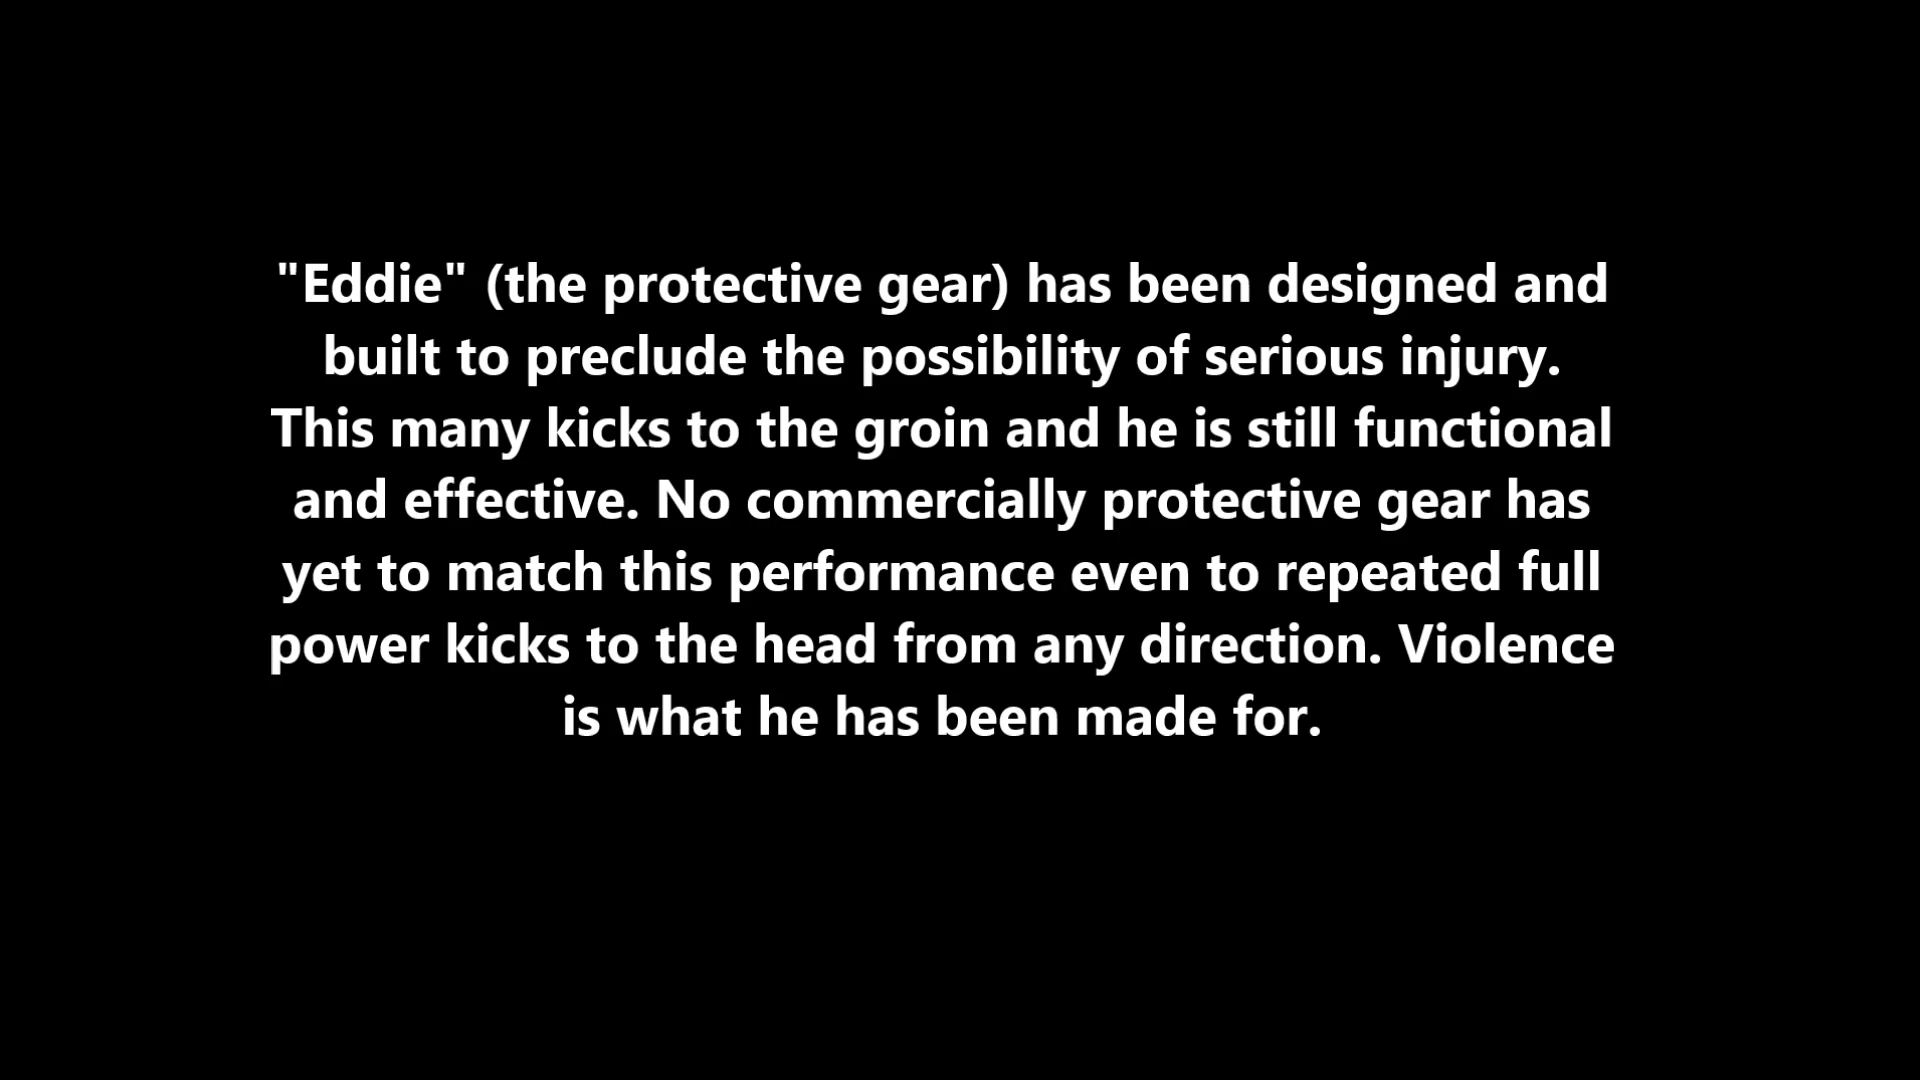 "Eddie" (the protective gear) has been designed and
built to preclude the possibility of serious injury.
This many kicks to the groin and he is still functional
and effective. No commercially protective gear has
yet to match this performance even to repeated full
power kicks to the head from any direction. Violence
is what he has been made for.